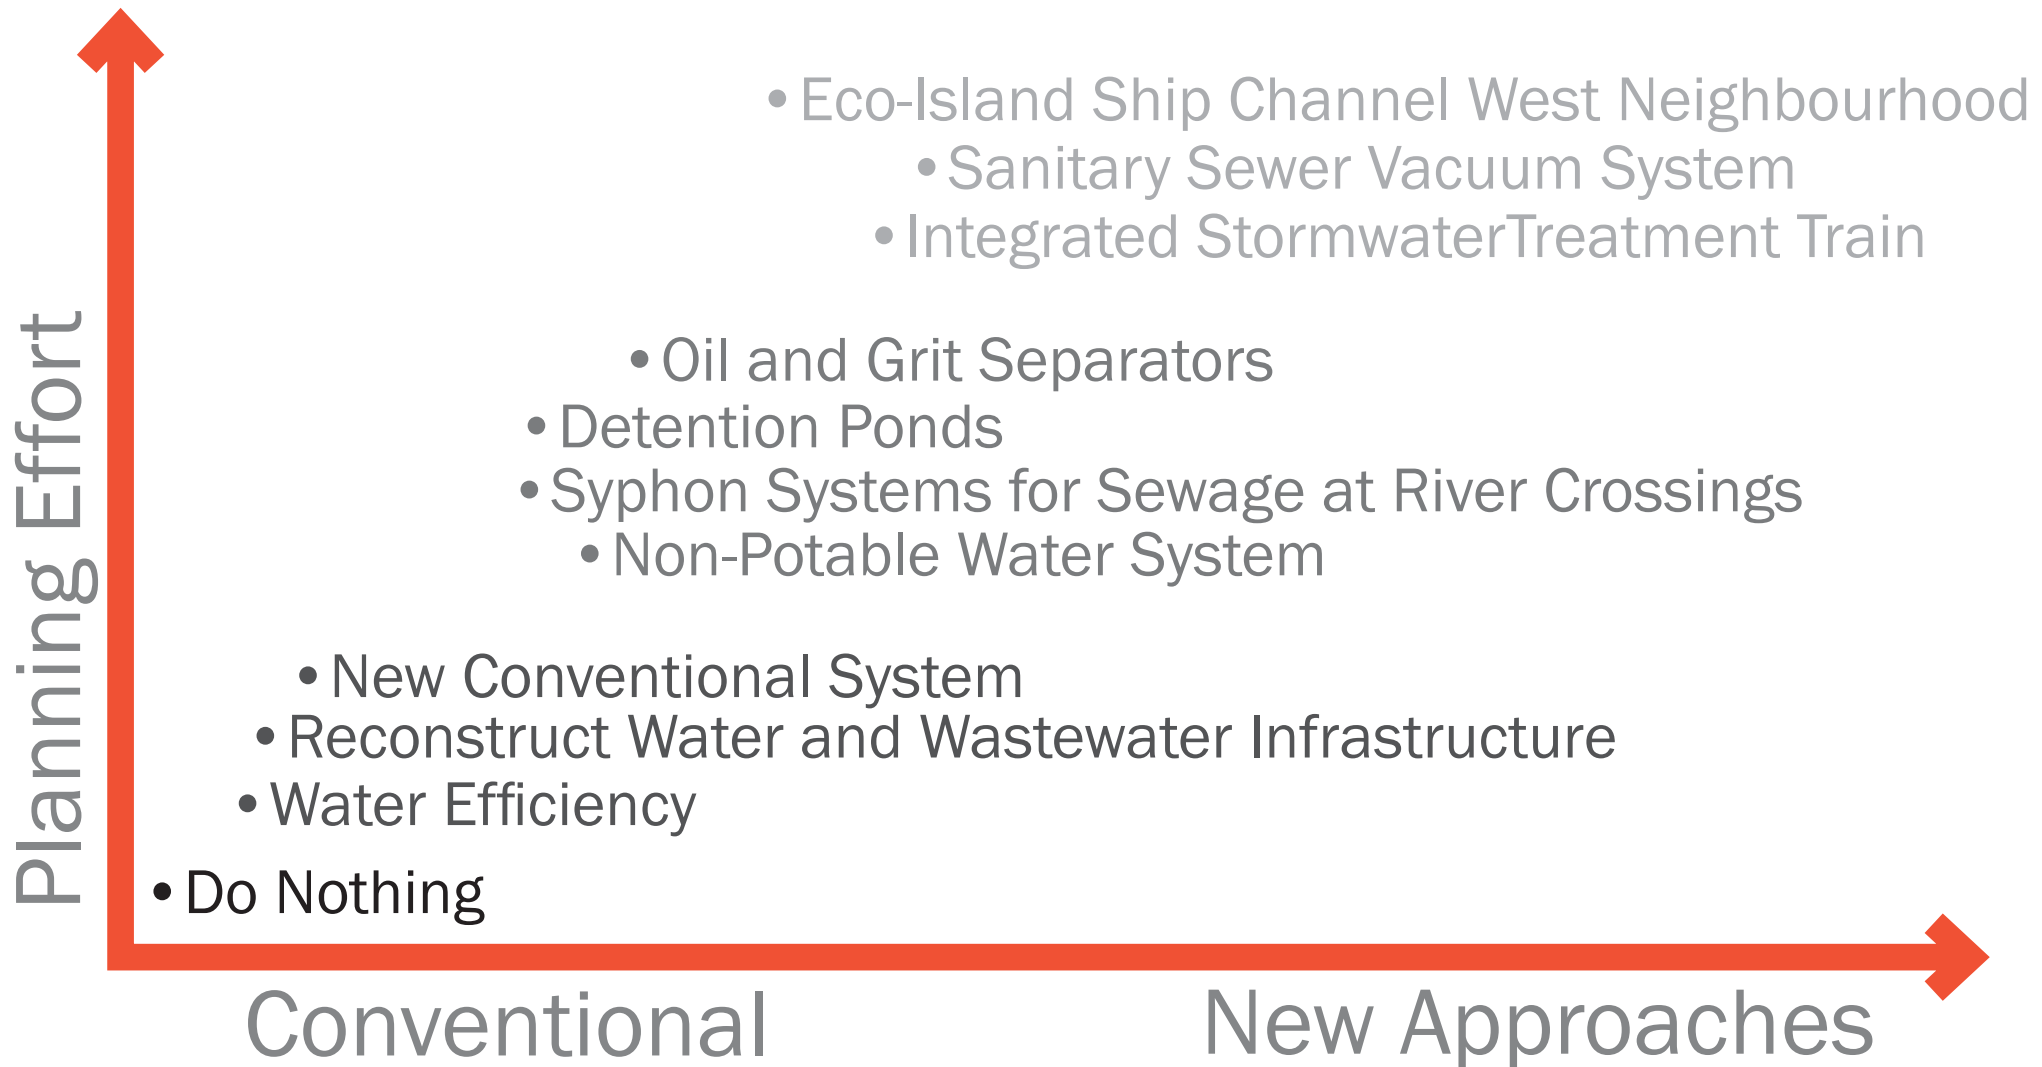 Planning Effort
• Eco-Island Ship Channel West Neighbourhood
• Sanitary Sewer Vacuum System
• Integrated StormwaterTreatment Train
• Oil and Grit Separators
• Detention Ponds
• Syphon Systems for Sewage at River Crossings
• Non-Potable Water System
• New Conventional System
• Reconstruct Water and Wastewater Infrastructure
• Water Efficiency
• Do Nothing
Conventional
New Approaches